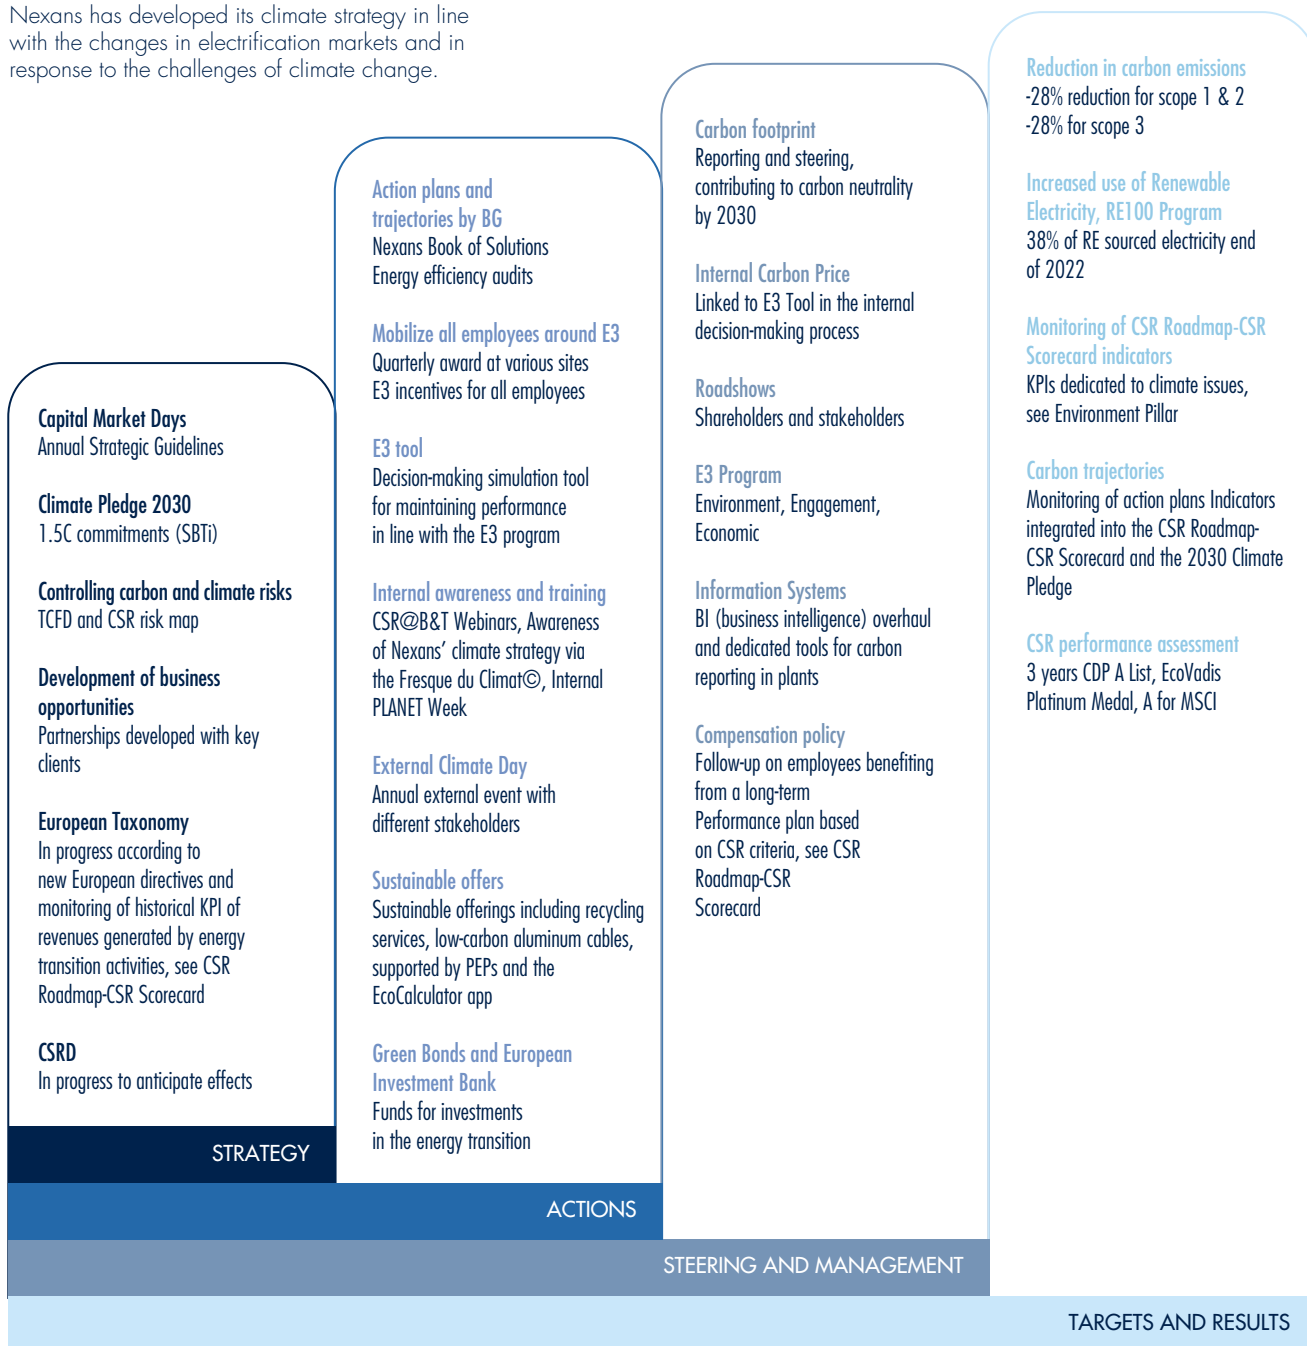 Nexans has developed its climate strategy in line
with the changes in electrification markets and in
response to the challenges of climate change.
Capital Market Days
Annual Strategic Guidelines
Climate Pledge 2030
1.5C commitments (SBTi)
Controlling carbon and climate risks
TCFD and CSR risk map
Development of business
opportunities
Partnerships developed with key
clients
European Taxonomy
In progress according to
new European directives and
monitoring of historical KPI of
revenues generated by energy
transition activities, see CSR
Roadmap-CSR Scorecard
CSRD
In progress to anticipate effects
STRATEGY
Action plans and
trajectories by BG
Nexans Book of Solutions
Energy efficiency audits
Mobilize all employees around E3
Quarterly award at various sites
E3 incentives for all employees
E3 tool
Decision-making simulation tool
for maintaining performance
in line with the E3 program
Internal awareness and training
CSR@B&T Webinars, Awareness
of Nexans’ climate strategy via
the Fresque du Climat©, Internal
PLANET Week
External Climate Day
Annual external event with
different stakeholders
Sustainable offers
Sustainable offerings including recycling
services, low-carbon aluminum cables,
supported by PEPs and the
EcoCalculator app
Green Bonds and European
Investment Bank
Funds for investments
in the energy transition
ACTIONS
Carbon footprint
Reporting and steering,
contributing to carbon neutrality
by 2030
Internal Carbon Price
Linked to E3 Tool in the internal
decision-making process
Roadshows
Shareholders and stakeholders
E3 Program
Environment, Engagement,
Economic
Information Systems
BI (business intelligence) overhaul
and dedicated tools for carbon
reporting in plants
Compensation policy
Follow-up on employees benefiting
from a long-term
Performance plan based
on CSR criteria, see CSR
Roadmap-CSR
Scorecard
STEERING AND MANAGEMENT
Reduction in carbon emissions
-28% reduction for scope 1 & 2
-28% for scope 3
Increased use of Renewable
Electricity, RE100 Program
38% of RE sourced electricity end
of 2022
Monitoring of CSR Roadmap-CSR
Scorecard indicators
KPIs dedicated to climate issues,
see Environment Pillar
Carbon trajectories
Monitoring of action plans Indicators
integrated into the CSR Roadmap-
CSR Scorecard and the 2030 Climate
Pledge
CSR performance assessment
3 years CDP A List, EcoVadis
Platinum Medal, A for MSCI
TARGETS AND RESULTS